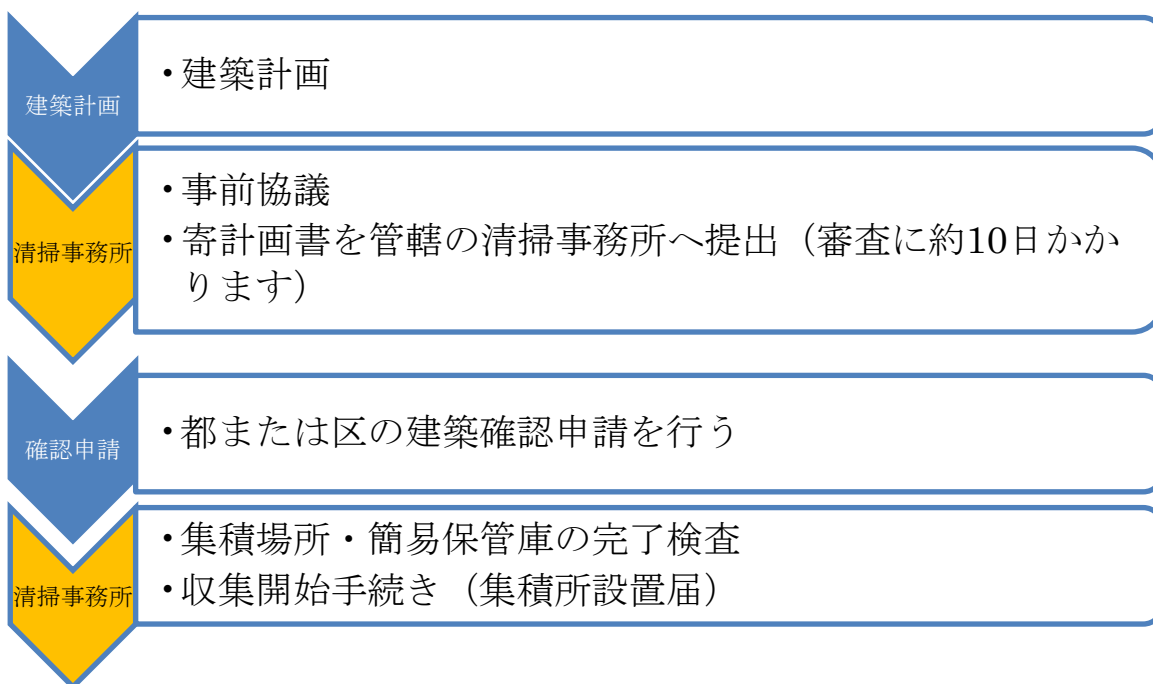 建築計画
・建築計画
清掃事務所
・事前協議
・寄計画書を管轄の清掃事務所へ提出（審査に約10日かか
ります）
確認申請
・都または区の建築確認申請を行う
清掃事務所
・集積場所・簡易保管庫の完了検査
・収集開始手続き（集積所設置届）